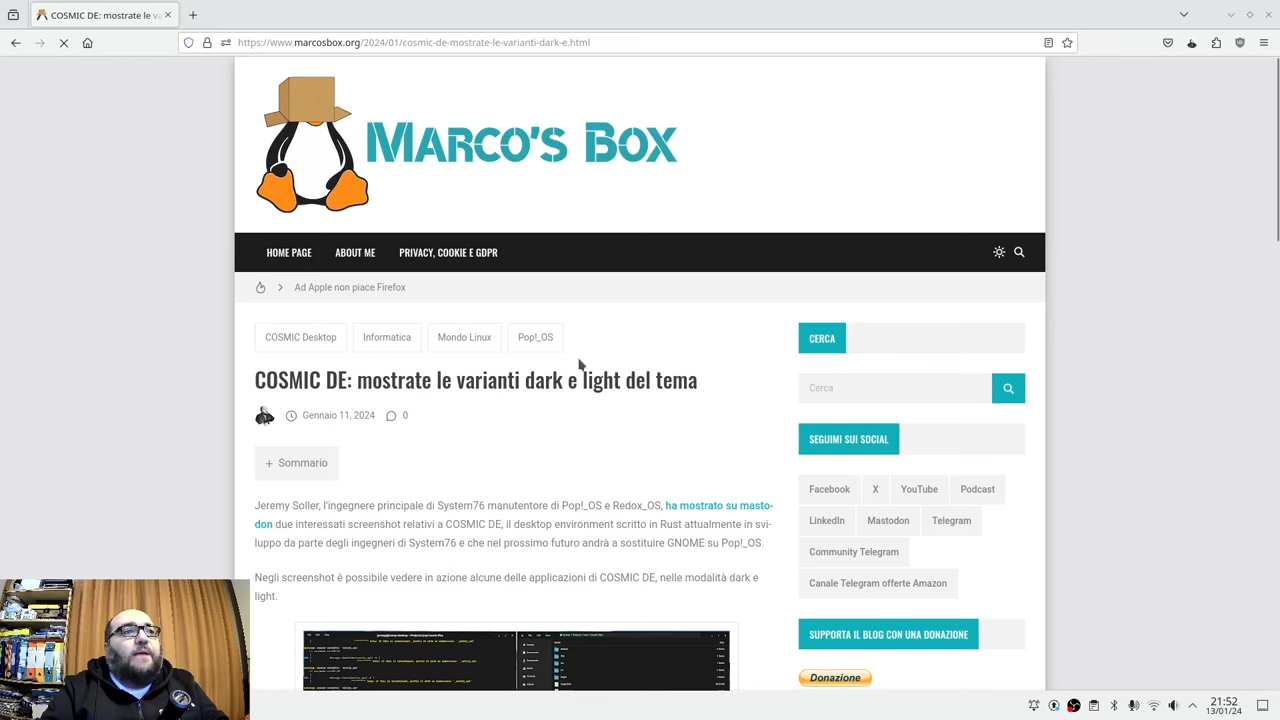 COSMIC DE: mostrate le va
https://www.marcosbox.org/2024/01/cosmic-de-mostrate-le-varianti-dark-e.html
MARCO'S BOX
HOME PAGE
ABOUT ME
PRIVACY, COOKIE E GDPR
Ad Apple non piace Firefox
COSMIC Desktop
Informatica
Mondo Linux
Pop!_OS
COSMIC DE: mostrate le varianti dark e light del tema
Gennaio 11, 2024
0
+ Sommario
Jeremy Soller, l'ingegnere principale di System76 manutentore di Pop!_OS e Redox_OS, ha mostrato su masto-
don due interessati screenshot relativi a COSMIC DE, il desktop environment scritto in Rust attualmente in svi-
luppo da parte degli ingegneri di System76 e che nel prossimo futuro andrà a sostituire GNOME su Pop!_OS.
Negli screenshot è possibile vedere in azione alcune delle applicazioni di COSMIC DE, nelle modalità dark e
light.
CERCA
Cerca
SEGUIMI SUI SOCIAL
Facebook
X
YouTube
Podcast
LinkedIn
Mastodon
Telegram
Community Telegram
Canale Telegram offerte Amazon
SUPPORTA IL BLOG CON UNA DONAZIONE
Donazione
21:52
13/01/24